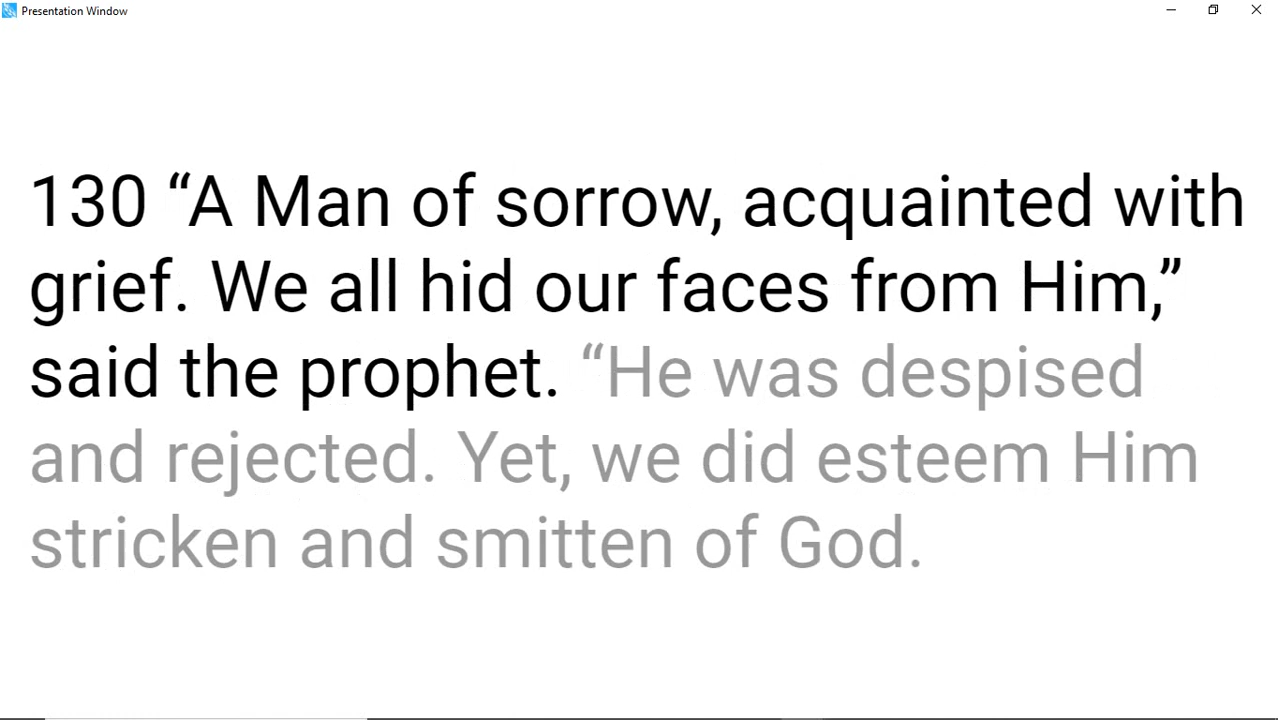 Presentation Window
130 “A Man of sorrow, acquainted with
grief. We all hid our faces from Him,”
said the prophet. “He was despised
and rejected. Yet, we did esteem Him
stricken and smitten of God.